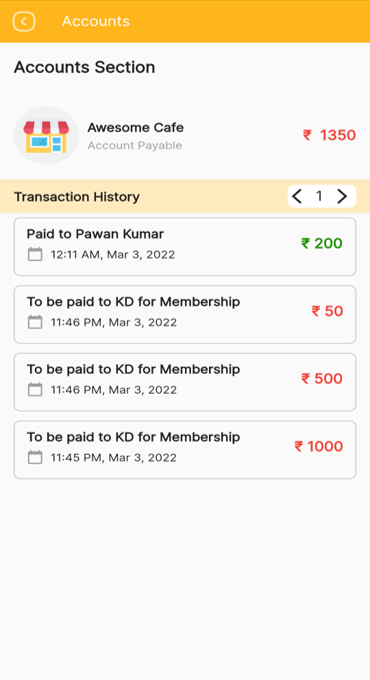 Accounts
Accounts Section
Awesome Cafe
Account Payable
₹ 1350
Transaction History
1
Paid to Pawan Kumar
12:11 AM, Mar 3, 2022
₹ 200
To be paid to KD for Membership
11:46 PM, Mar 3, 2022
₹ 50
To be paid to KD for Membership
11:46 PM, Mar 3, 2022
₹ 500
To be paid to KD for Membership
11:45 PM, Mar 3, 2022
₹ 1000